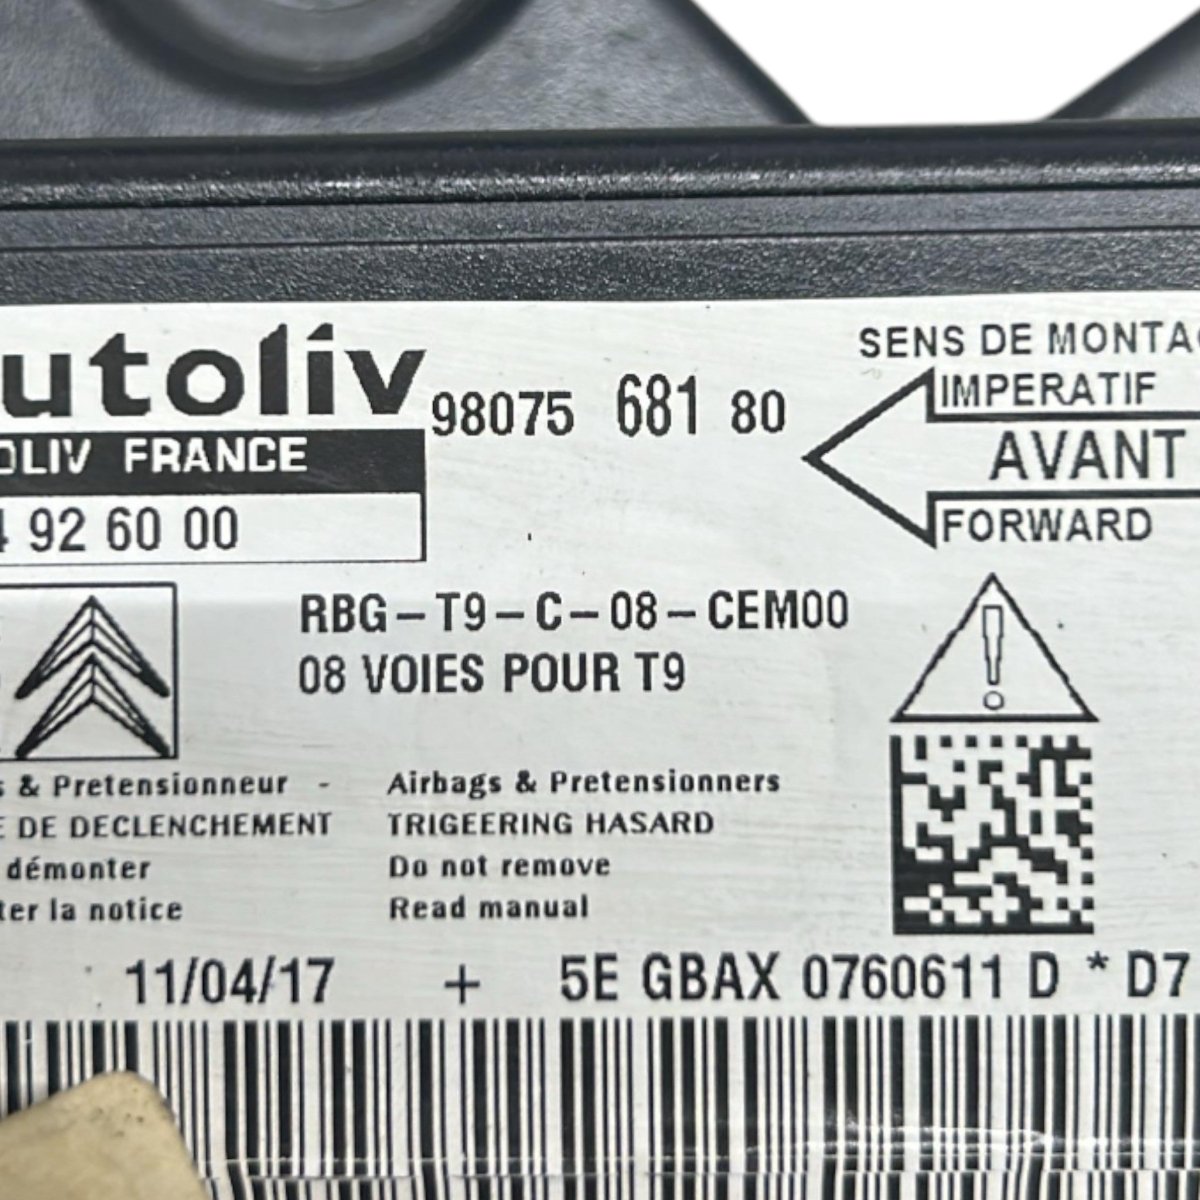 utoliv
98075 681 80
SENS DE MONTAG
IMPERATIF
AVANT
FORWARD
OLIV FRANCE
4 92 60 00
RBG-T9-C-08-CEM00
08 VOIES POUR T9
s & Pretensionneur -
E DE DECLENCHEMENT
démonter
ter la notice
Airbags & Pretensionners
TRIGEERING HASARD
Do not remove
Read manual
11/04/17 + 5E GBAX 0760611 D * D7